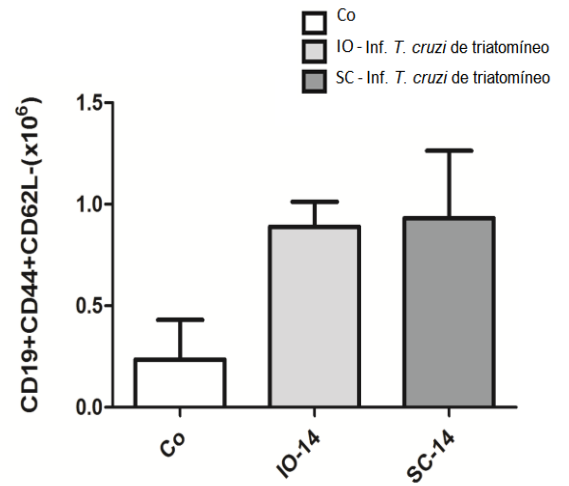 Co
IO - Inf. T. cruzi de triatomíneo
SC - Inf. T. cruzi de triatomíneo
CD19+CD44+CD62L-(x10⁶)
1.5
1.0
0.5
0.0
Co
IO-14
SC-14